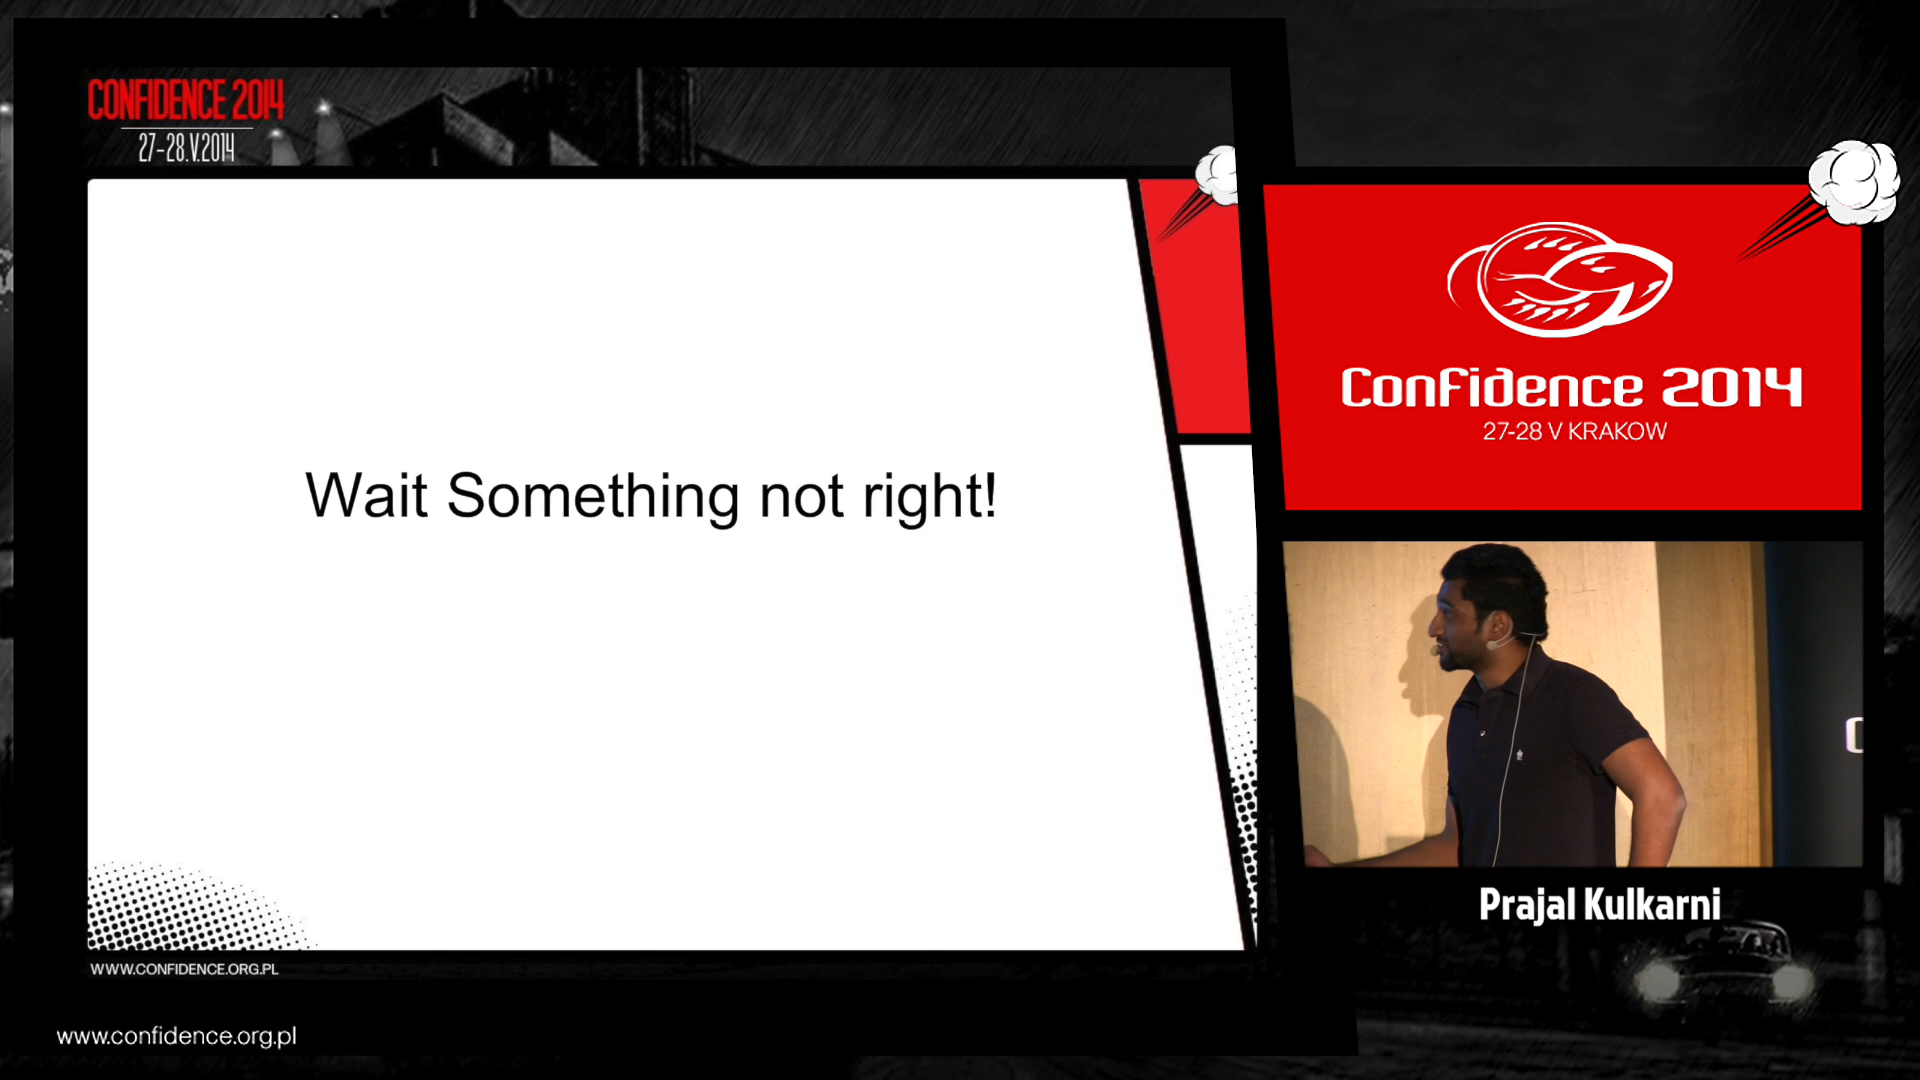 CONFIDENCE 2014
27-28.V.2014
Wait Something not right!
WWW.CONFIDENCE.ORG.PL
www.confidence.org.pl
Confidence 2014
27-28 V KRAKOW
Prajal Kulkarni